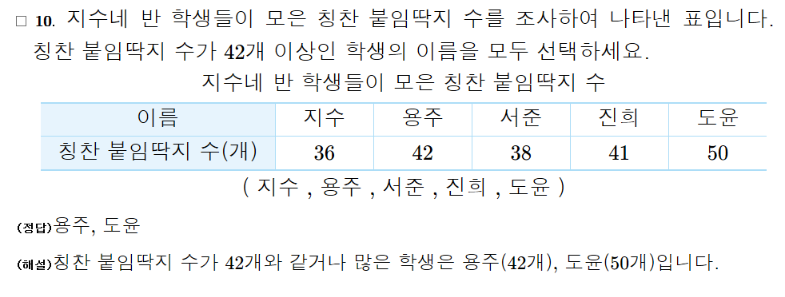 □ 10. 지수네 반 학생들이 모은 칭찬 붙임딱지 수를 조사하여 나타낸 표입니다.
칭찬 붙임딱지 수가 42개 이상인 학생의 이름을 모두 선택하세요.
지수네 반 학생들이 모은 칭찬 붙임딱지 수
이름 지수 용주 서준 진희 도윤
칭찬 붙임딱지 수(개) 36 42 38 41 50
( 지수 , 용주 , 서준 , 진희 , 도윤 )
(정답)용주, 도윤
(해설)칭찬 붙임딱지 수가 42개와 같거나 많은 학생은 용주(42개), 도윤(50개)입니다.